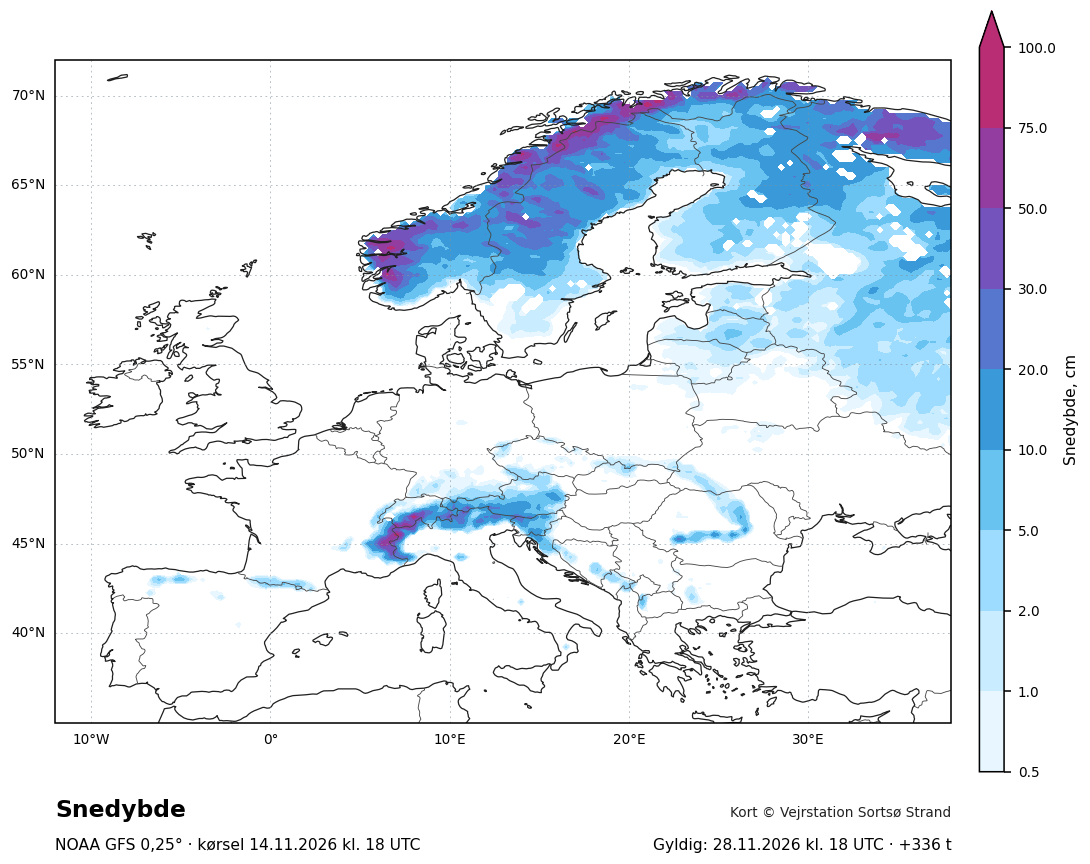 100.0
75.0
50.0
30.0
20.0
10.0
5.0
2.0
1.0
0.5
Snedybde, cm
70°N
65°N
60°N
55°N
50°N
45°N
40°N
10°W
0°
10°E
20°E
30°E
Snedybde
Kort © Vejrstation Sortsø Strand
NOAA GFS 0,25° · kørsel 14.11.2026 kl. 18 UTC
Gyldig: 28.11.2026 kl. 18 UTC · +336 t